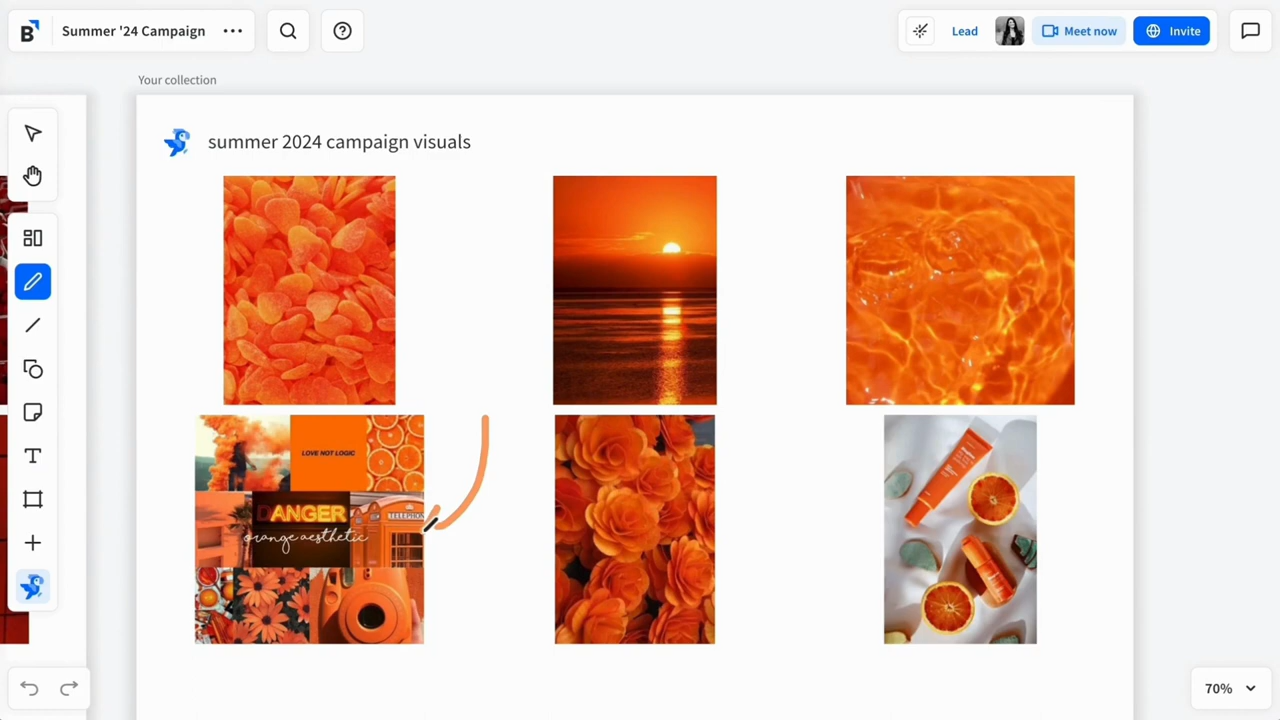 Summer '24 Campaign
Lead
Meet now
Invite
Your collection
summer 2024 campaign visuals
LOVE NOT LOGIC
DANGER
TELEPHO
orange aesthetic
70%